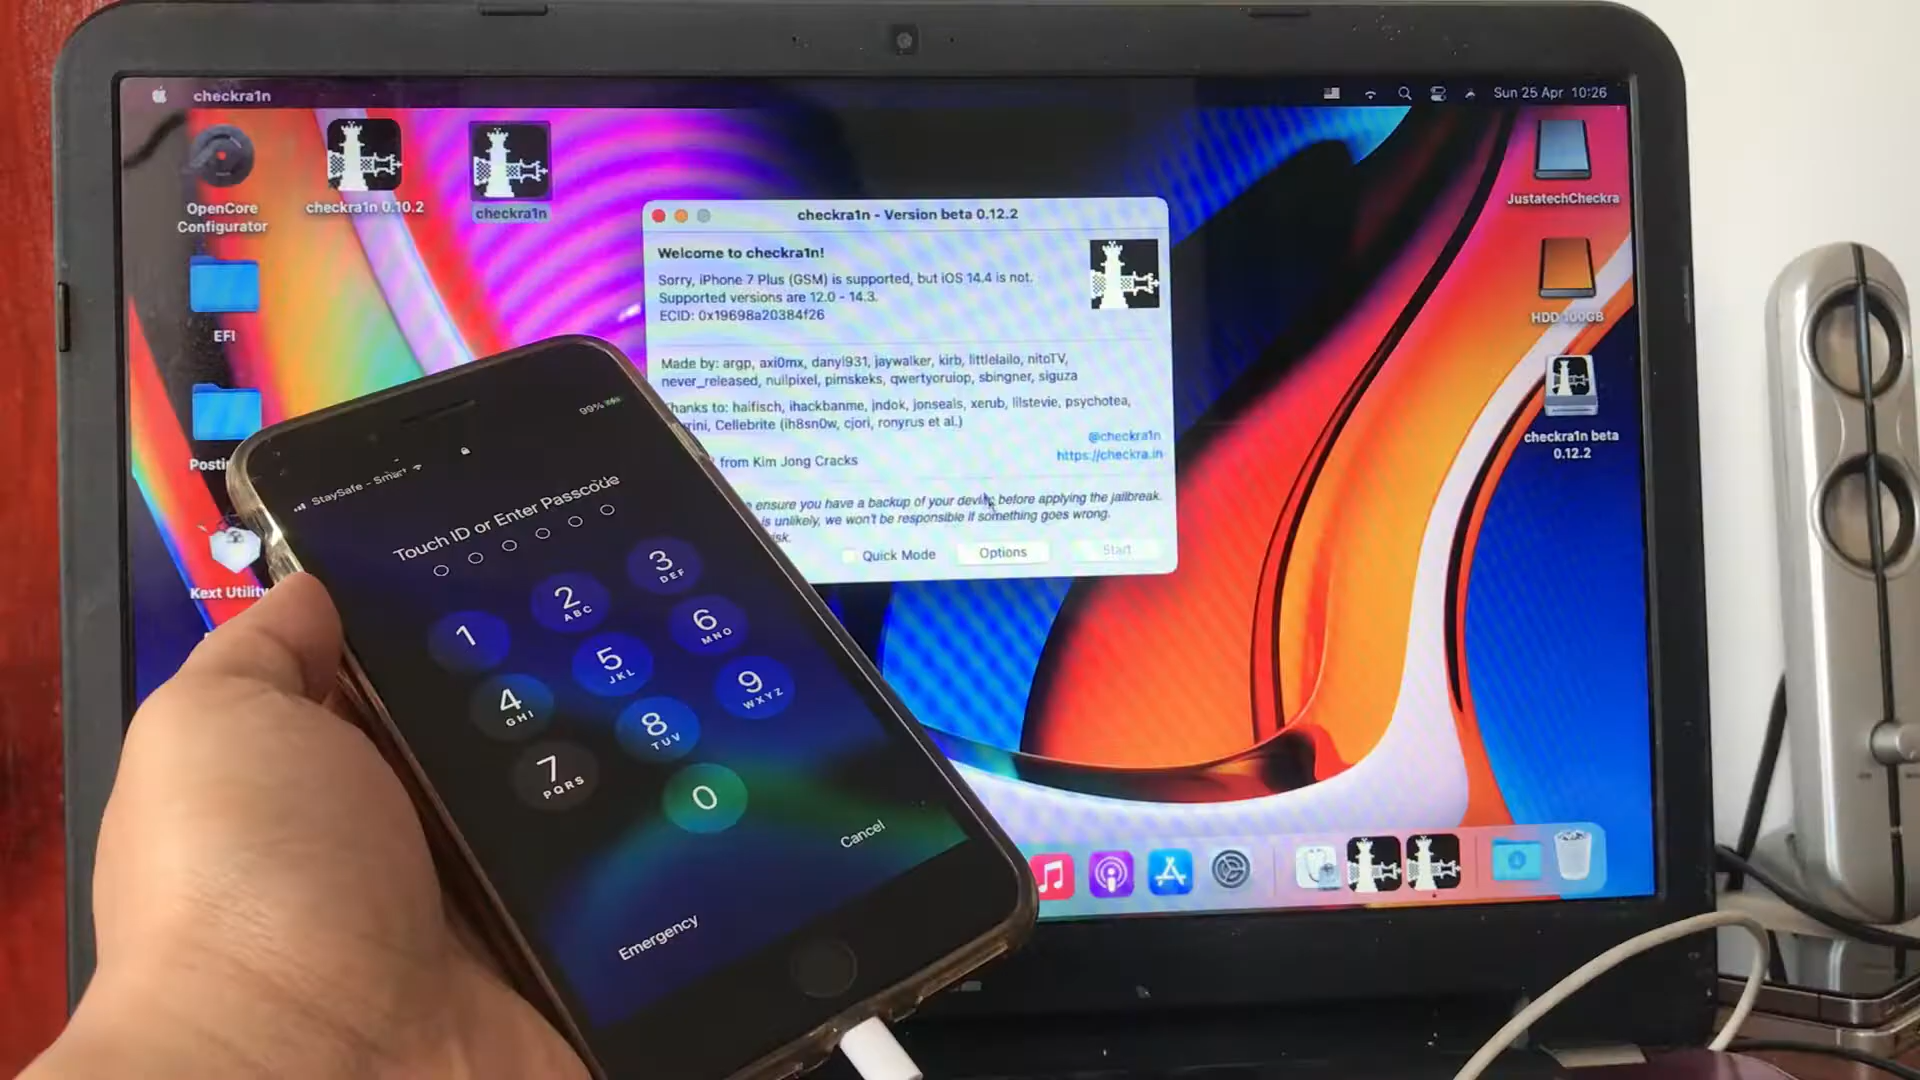 checkra1n
Sun 25 Apr 10:26
OpenCore
Configurator
checkra1n 0.10.2
checkra1n
EFI
Kext Utility
checkra1n - Version beta 0.12.2
Welcome to checkra1n!
Sorry, iPhone 7 Plus (GSM) is supported, but iOS 14.4 is not.
Supported versions are 12.0 - 14.3.
ECID: 0x19698a20384f26
Made by: argp, axi0mx, danyl931, jaywalker, kirb, littlelailo, nitoTV,
never_released, nullpixel, pimskeks, qwertyoruiop, sbingner, siguza
hanks to: haifisch, ihackbanme, jndok, jonseals, xerub, lilstevie, psychotea,
rini, Cellebrite (ih8sn0w, cjori, ronyrus et al.)
@checkra1n
https://checkra.in
from Kim Jong Cracks
ensure you have a backup of your device before applying the jailbreak.
is unlikely, we won't be responsible if something goes wrong.
Quick Mode
Options
Start
JustatechCheckra
HDD 100GB
checkra1n beta
0.12.2
StaySafe - Smart
99%
Touch ID or Enter Passcode
1
2
ABC
3
DEF
4
GHI
5
JKL
6
MNO
7
PQRS
8
TUV
9
WXYZ
0
Emergency
Cancel